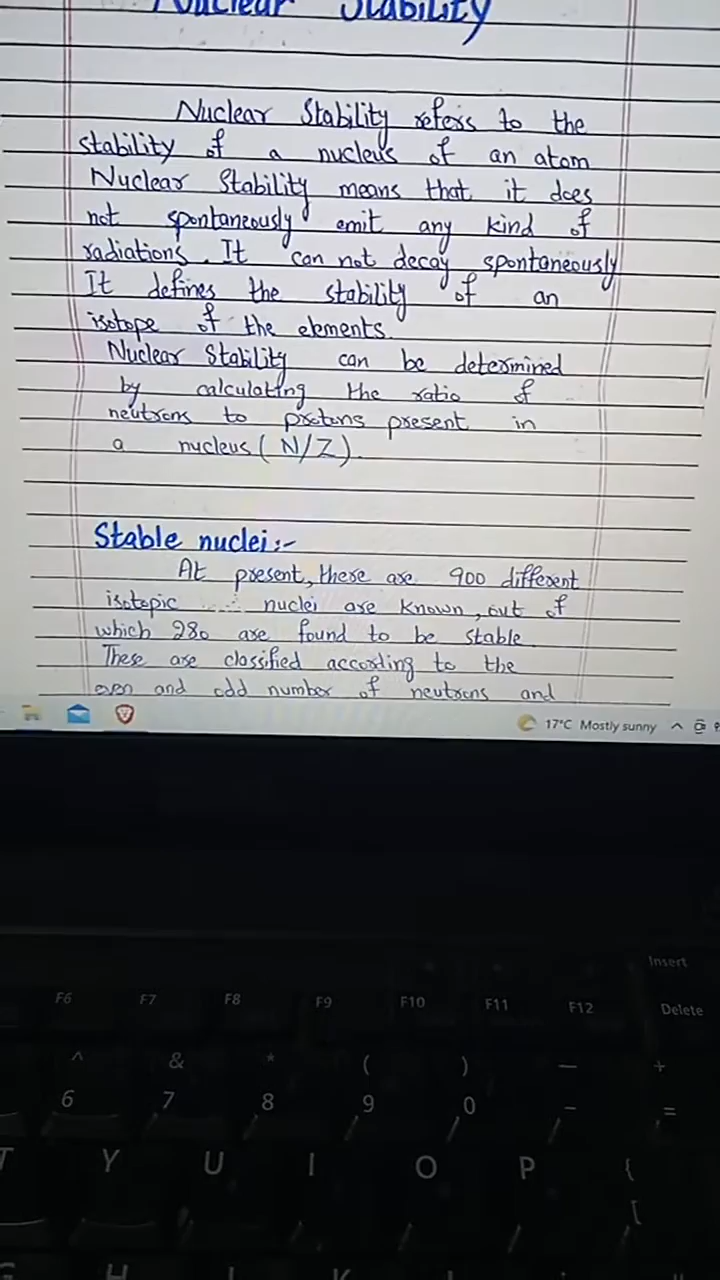 Nuclear Stability
Nuclear Stability refers to the
stability of a nucleus of an atom
Nuclear Stability means that it does
not spontaneously emit any kind of
radiations. It can not decay spontaneously
It defines the stability of an
isotope of the elements.
Nuclear Stability can be determined
by calculating the ratio of
neutrons to protons present in
a nucleus (N/Z).
Stable nuclei:-
At present, there are 900 different
isotopic nuclei are known, out of
which 280 are found to be stable.
These are classified according to the
even and odd number of neutrons and
17°C Mostly sunny
Insert
F6 F7 F8 F9 F10 F11 F12 Delete
^ & * ( ) — +
6 7 8 9 0 - =
T Y U I O P { [
G H J K L